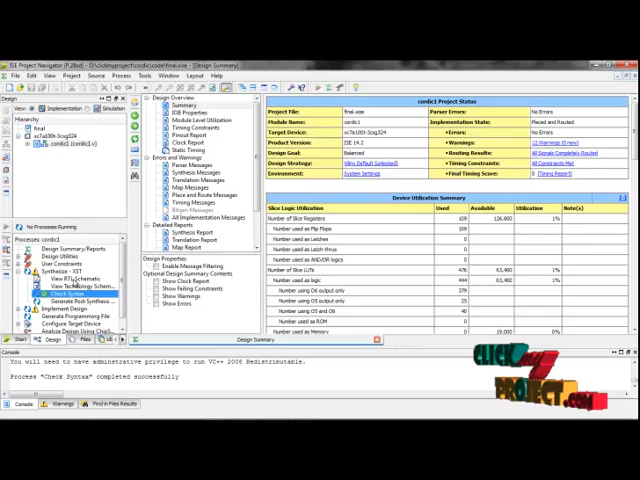 ISE Project Navigator (P.28xd) - D:\clickmyproject\cordic\code\final.xise - [Design Summary]
File Edit View Project Source Process Tools Window Layout Help
Design
View: Implementation Simulation
Hierarchy
final
xc7a100t-3csg324
cordic1 (cordic1.v)
No Processes Running
Processes: cordic1
Design Summary/Reports
Design Utilities
User Constraints
Synthesize - XST
View RTL Schematic
View Technology Schem...
Check Syntax
Generate Post-Synthesis ...
Implement Design
Generate Programming File
Configure Target Device
Analyze Design Using ChipS...
Start Design Files
Design Overview
Summary
IOB Properties
Module Level Utilization
Timing Constraints
Pinout Report
Clock Report
Static Timing
Errors and Warnings
Parser Messages
Synthesis Messages
Translation Messages
Map Messages
Place and Route Messages
Timing Messages
Bitgen Messages
All Implementation Messages
Detailed Reports
Synthesis Report
Translation Report
Map Report
Design Properties
Enable Message Filtering
Optional Design Summary Contents
Show Clock Report
Show Failing Constraints
Show Warnings
Show Errors
Design Summary
cordic1 Project Status
Project File: final.xise Parser Errors: No Errors
Module Name: cordic1 Implementation State: Placed and Routed
Target Device: xc7a100t-3csg324 • Errors: No Errors
Product Version: ISE 14.2 • Warnings: 12 Warnings (0 new)
Design Goal: Balanced • Routing Results: All Signals Completely Routed
Design Strategy: Xilinx Default (unlocked) • Timing Constraints: All Constraints Met
Environment: System Settings • Final Timing Score: 0 (Timing Report)
Device Utilization Summary [-]
Slice Logic Utilization Used Available Utilization Note(s)
Number of Slice Registers 109 126,800 1%
Number used as Flip Flops 109
Number used as Latches 0
Number used as Latch-thrus 0
Number used as AND/OR logics 0
Number of Slice LUTs 476 63,400 1%
Number used as logic 476 63,400 1%
Number using O6 output only 379
Number using O5 output only 25
Number using O5 and O6
Number used as ROM 0
Number used as Memory 0 19,000 0%
Console
You will need to have adminstrative privilege to run VC++ 2008 Redistributable.
Process "Check Syntax" completed successfully
Console Warnings Find in Files Results
CLICK my
PROJECT.COM